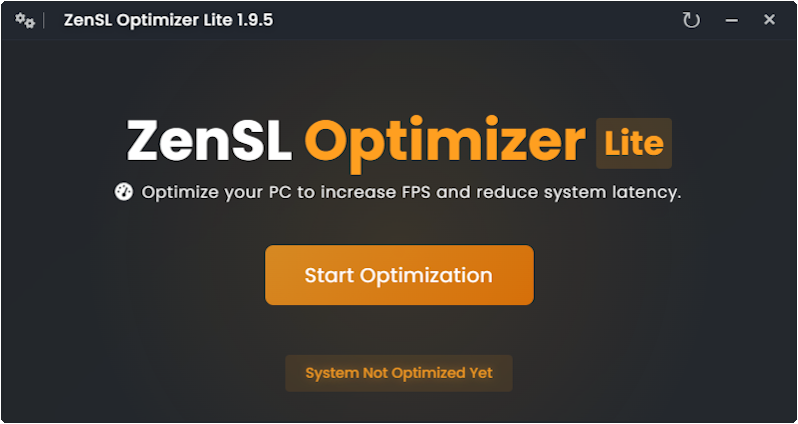 ZenSL Optimizer Lite 1.9.5
ZenSL Optimizer Lite
Optimize your PC to increase FPS and reduce system latency.
Start Optimization
System Not Optimized Yet